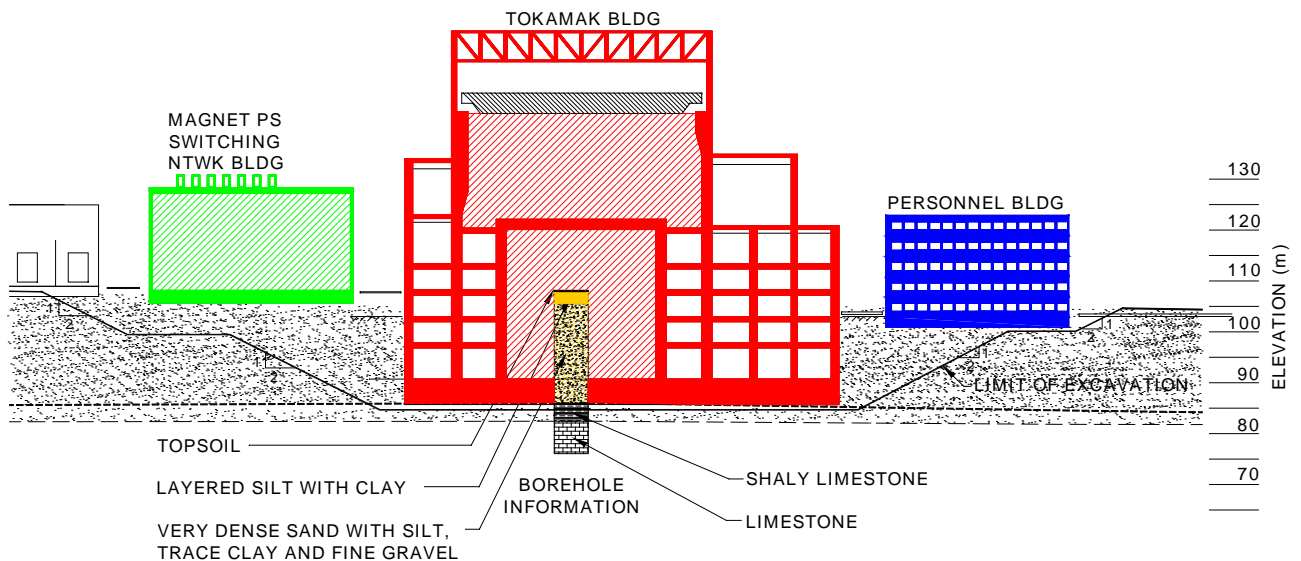 TOKAMAK BLDG
MAGNET PS
SWITCHING
NTWK BLDG
PERSONNEL BLDG
130
120
110
100
90
80
70
ELEVATION (m)
1
2
1
2
1
2
1
2
LIMIT OF EXCAVATION
TOPSOIL
LAYERED SILT WITH CLAY
VERY DENSE SAND WITH SILT,
TRACE CLAY AND FINE GRAVEL
BOREHOLE
INFORMATION
SHALY LIMESTONE
LIMESTONE